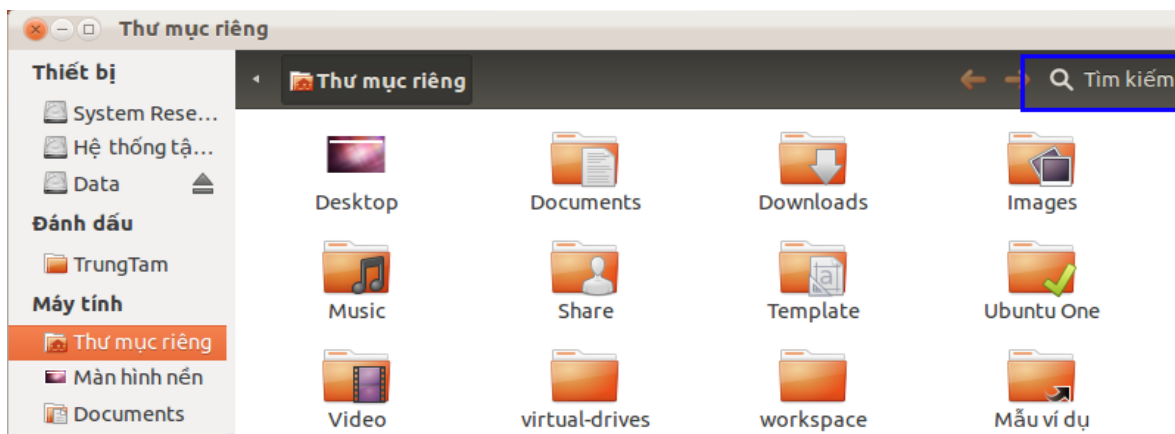 Thư mục riêng
Thiết bị
System Rese...
Hệ thống tậ...
Data
Đánh dấu
TrungTam
Máy tính
Thư mục riêng
Màn hình nền
Documents
Thư mục riêng
Tìm kiếm
Desktop
Documents
Downloads
Images
Music
Share
Template
Ubuntu One
Video
virtual-drives
workspace
Mẫu ví dụ